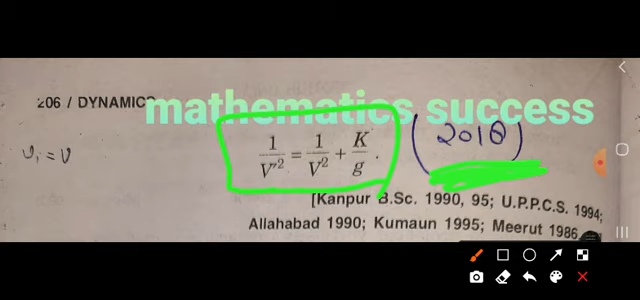 206 / DYNAMICS
mathematics success
(2018)
v₁ = v
1/V'² = 1/V² + K/g .
[Kanpur B.Sc. 1990, 95; U.P.P.C.S. 1994;
Allahabad 1990; Kumaun 1995; Meerut 1986